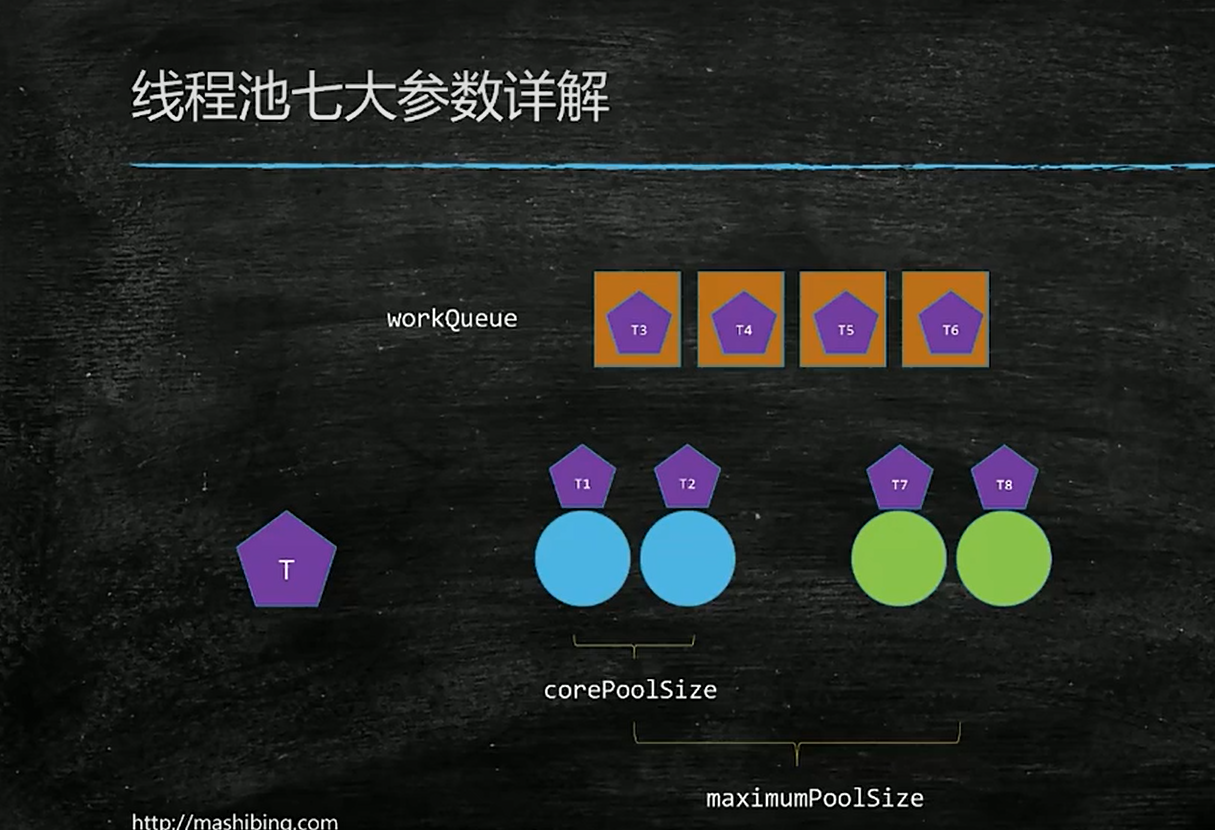 线程池七大参数详解
workQueue
T3
T4
T5
T6
T1
T2
T7
T8
T
corePoolSize
maximumPoolSize
http://mashibing.com